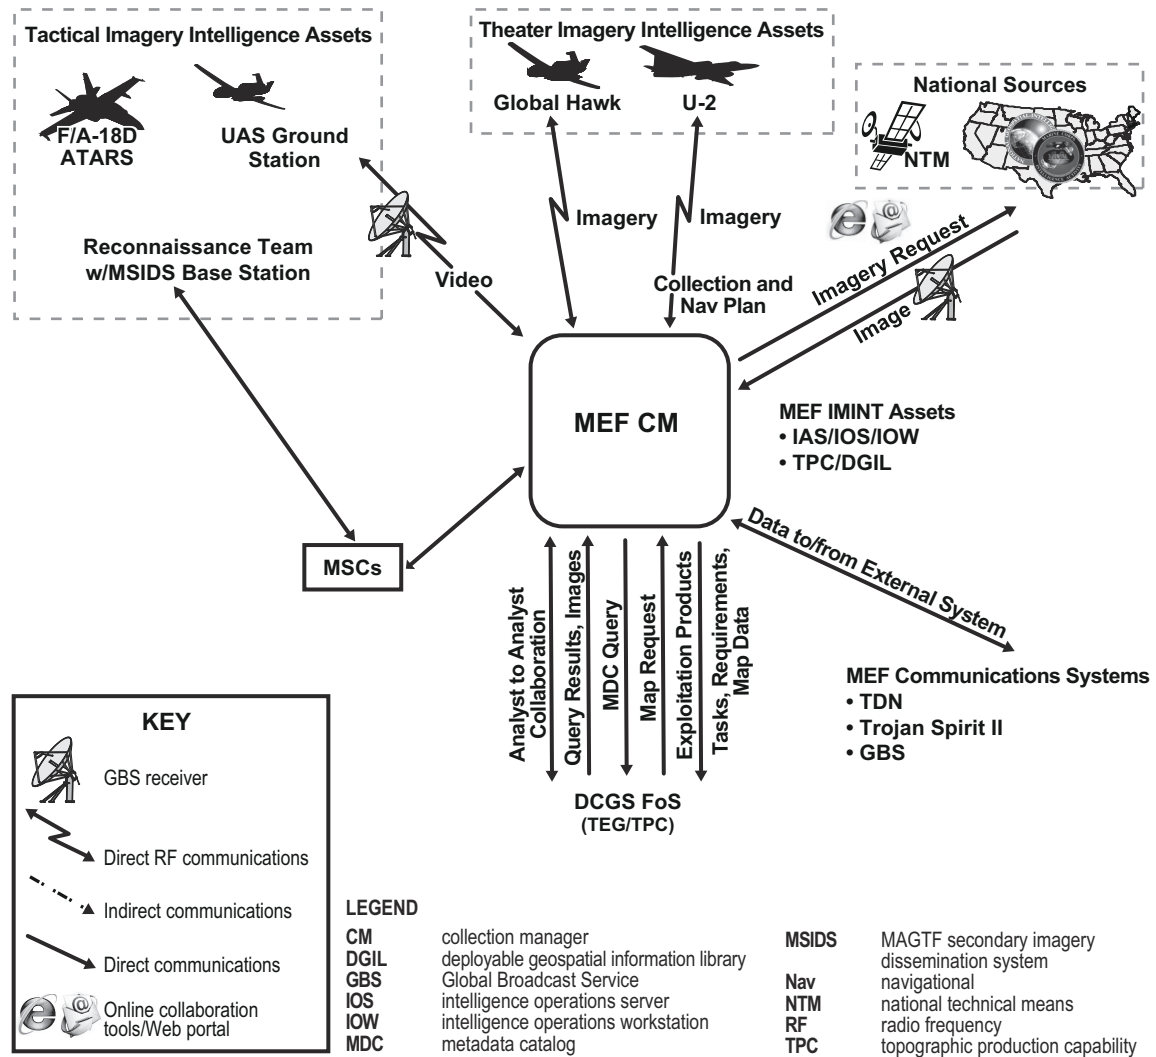 Tactical Imagery Intelligence Assets
F/A-18D
ATARS
UAS Ground
Station
Reconnaissance Team
w/MSIDS Base Station
Video
Theater Imagery Intelligence Assets
Global Hawk
U-2
Imagery
Imagery
Collection and
Nav Plan
National Sources
NTM
Imagery Request
Image
MEF CM
MEF IMINT Assets
• IAS/IOS/IOW
• TPC/DGIL
MSCs
Data to/from External System
MEF Communications Systems
• TDN
• Trojan Spirit II
• GBS
Analyst to Analyst
Collaboration
Query Results, Images
MDC Query
Map Request
Exploitation Products
Tasks, Requirements,
Map Data
DCGS FoS
(TEG/TPC)
KEY
GBS receiver
Direct RF communications
Indirect communications
Direct communications
Online collaboration
tools/Web portal
LEGEND
CM collection manager
DGIL deployable geospatial information library
GBS Global Broadcast Service
IOS intelligence operations server
IOW intelligence operations workstation
MDC metadata catalog
MSIDS MAGTF secondary imagery
dissemination system
Nav navigational
NTM national technical means
RF radio frequency
TPC topographic production capability